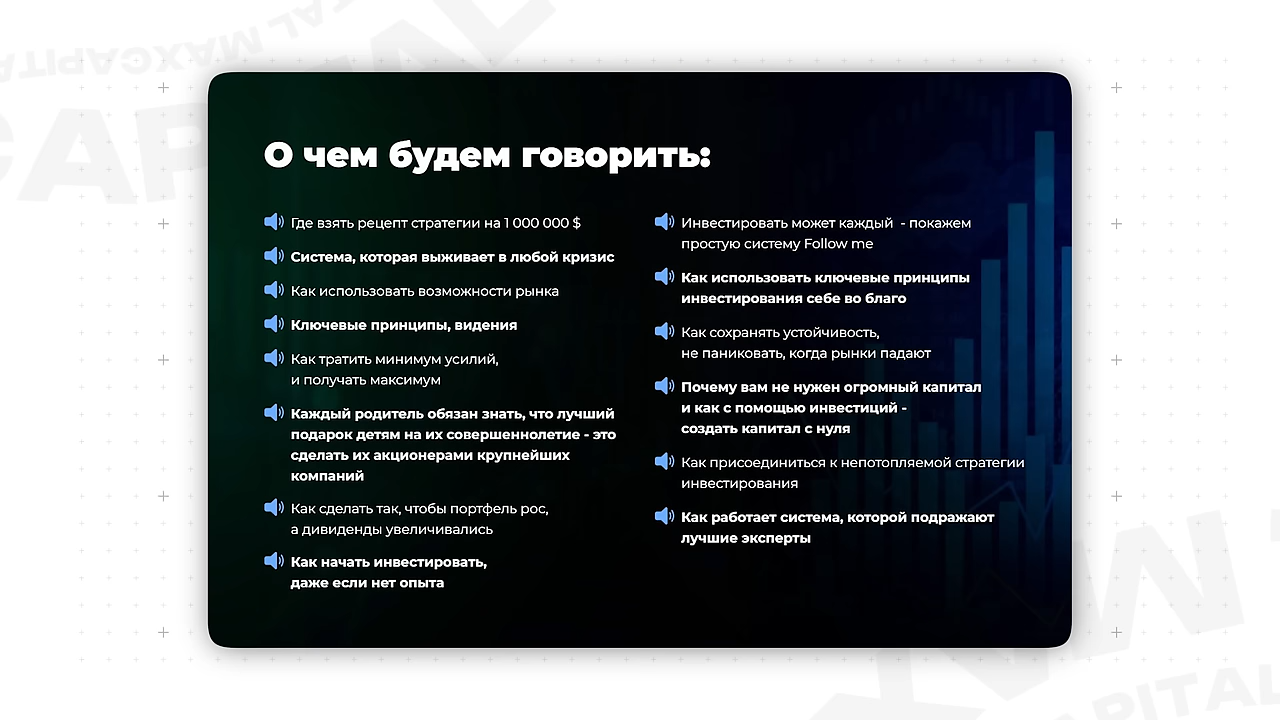 MAXCAPITAL
CAPITAL
О чем будем говорить:
Где взять рецепт стратегии на 1 000 000 $
Система, которая выживает в любой кризис
Как использовать возможности рынка
Ключевые принципы, видения
Как тратить минимум усилий,
и получать максимум
Каждый родитель обязан знать, что лучший
подарок детям на их совершеннолетие - это
сделать их акционерами крупнейших
компаний
Как сделать так, чтобы портфель рос,
а дивиденды увеличивались
Как начать инвестировать,
даже если нет опыта
Инвестировать может каждый - покажем
простую систему Follow me
Как использовать ключевые принципы
инвестирования себе во благо
Как сохранять устойчивость,
не паниковать, когда рынки падают
Почему вам не нужен огромный капитал
и как с помощью инвестиций -
создать капитал с нуля
Как присоединиться к непотопляемой стратегии
инвестирования
Как работает система, которой подражают
лучшие эксперты